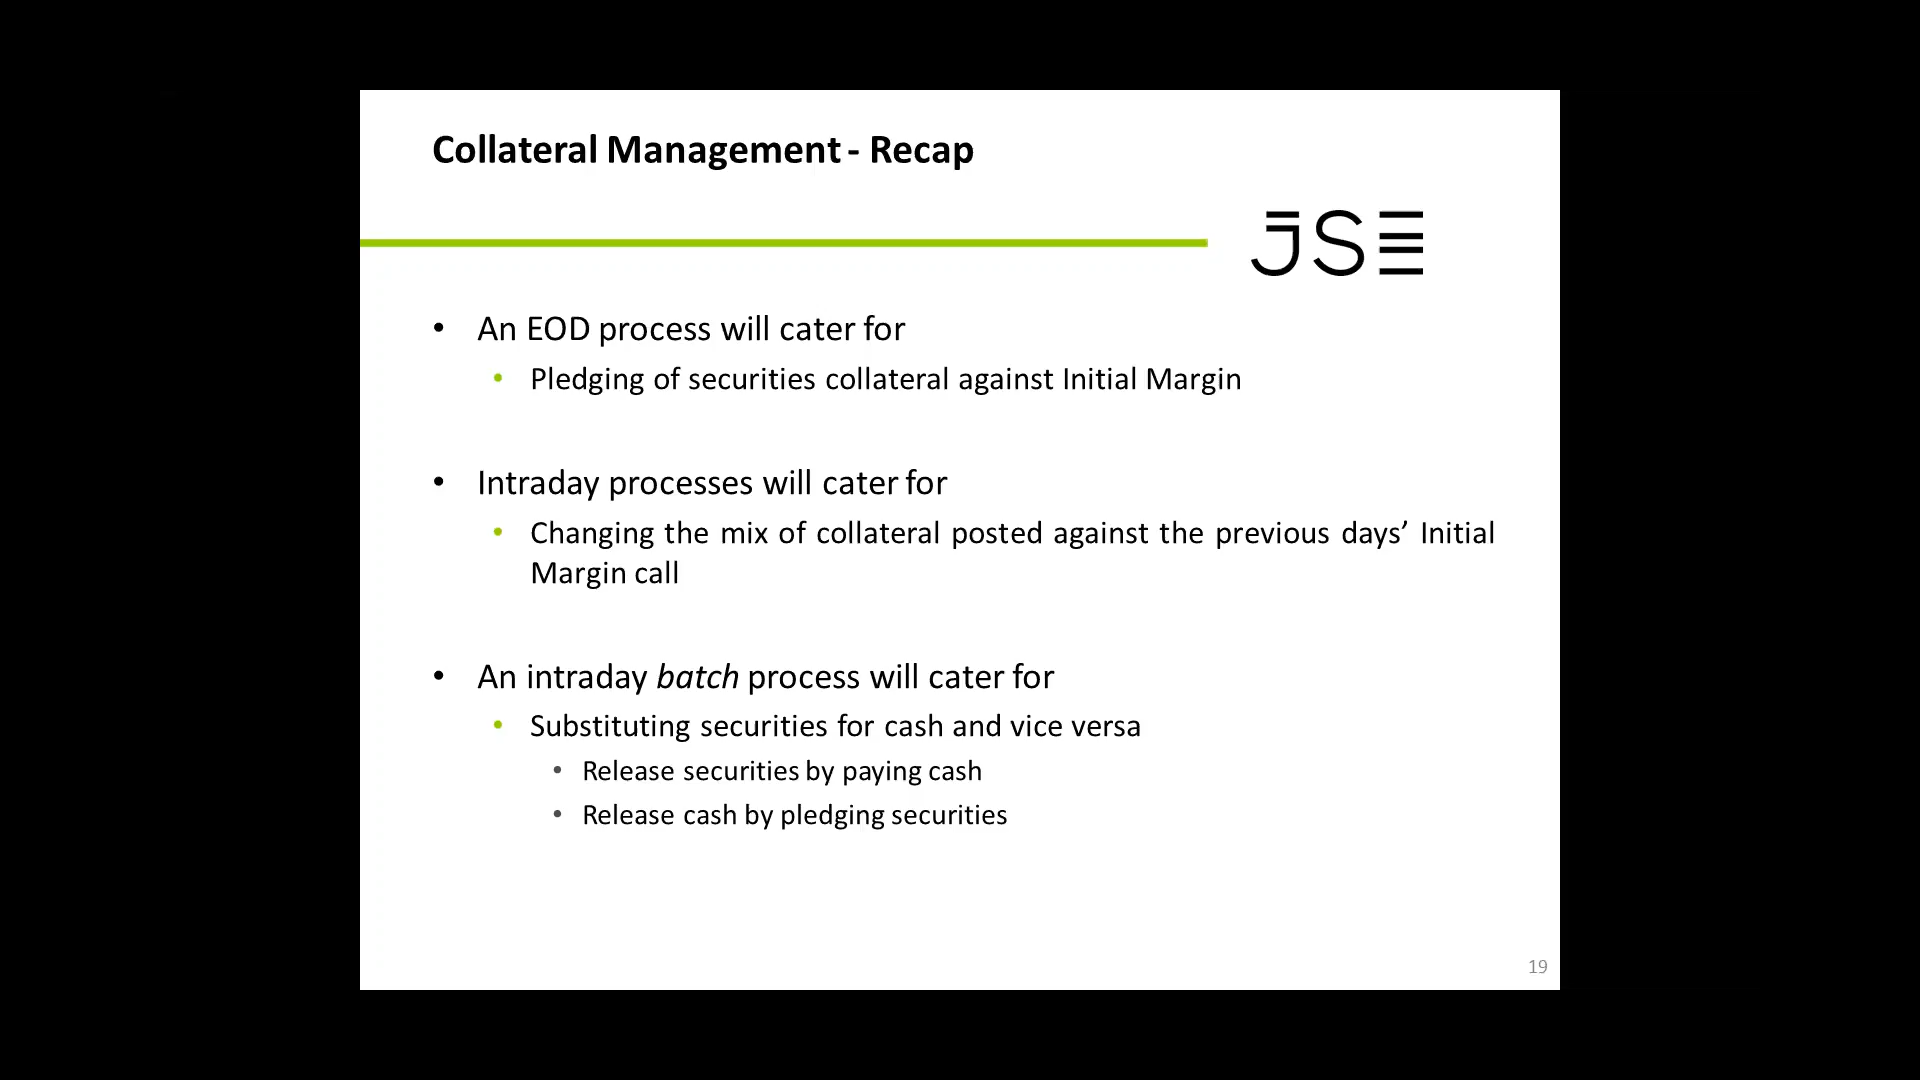 Collateral Management - Recap
JSE
• An EOD process will cater for
• Pledging of securities collateral against Initial Margin
• Intraday processes will cater for
• Changing the mix of collateral posted against the previous days’ Initial
Margin call
• An intraday batch process will cater for
• Substituting securities for cash and vice versa
• Release securities by paying cash
• Release cash by pledging securities
19